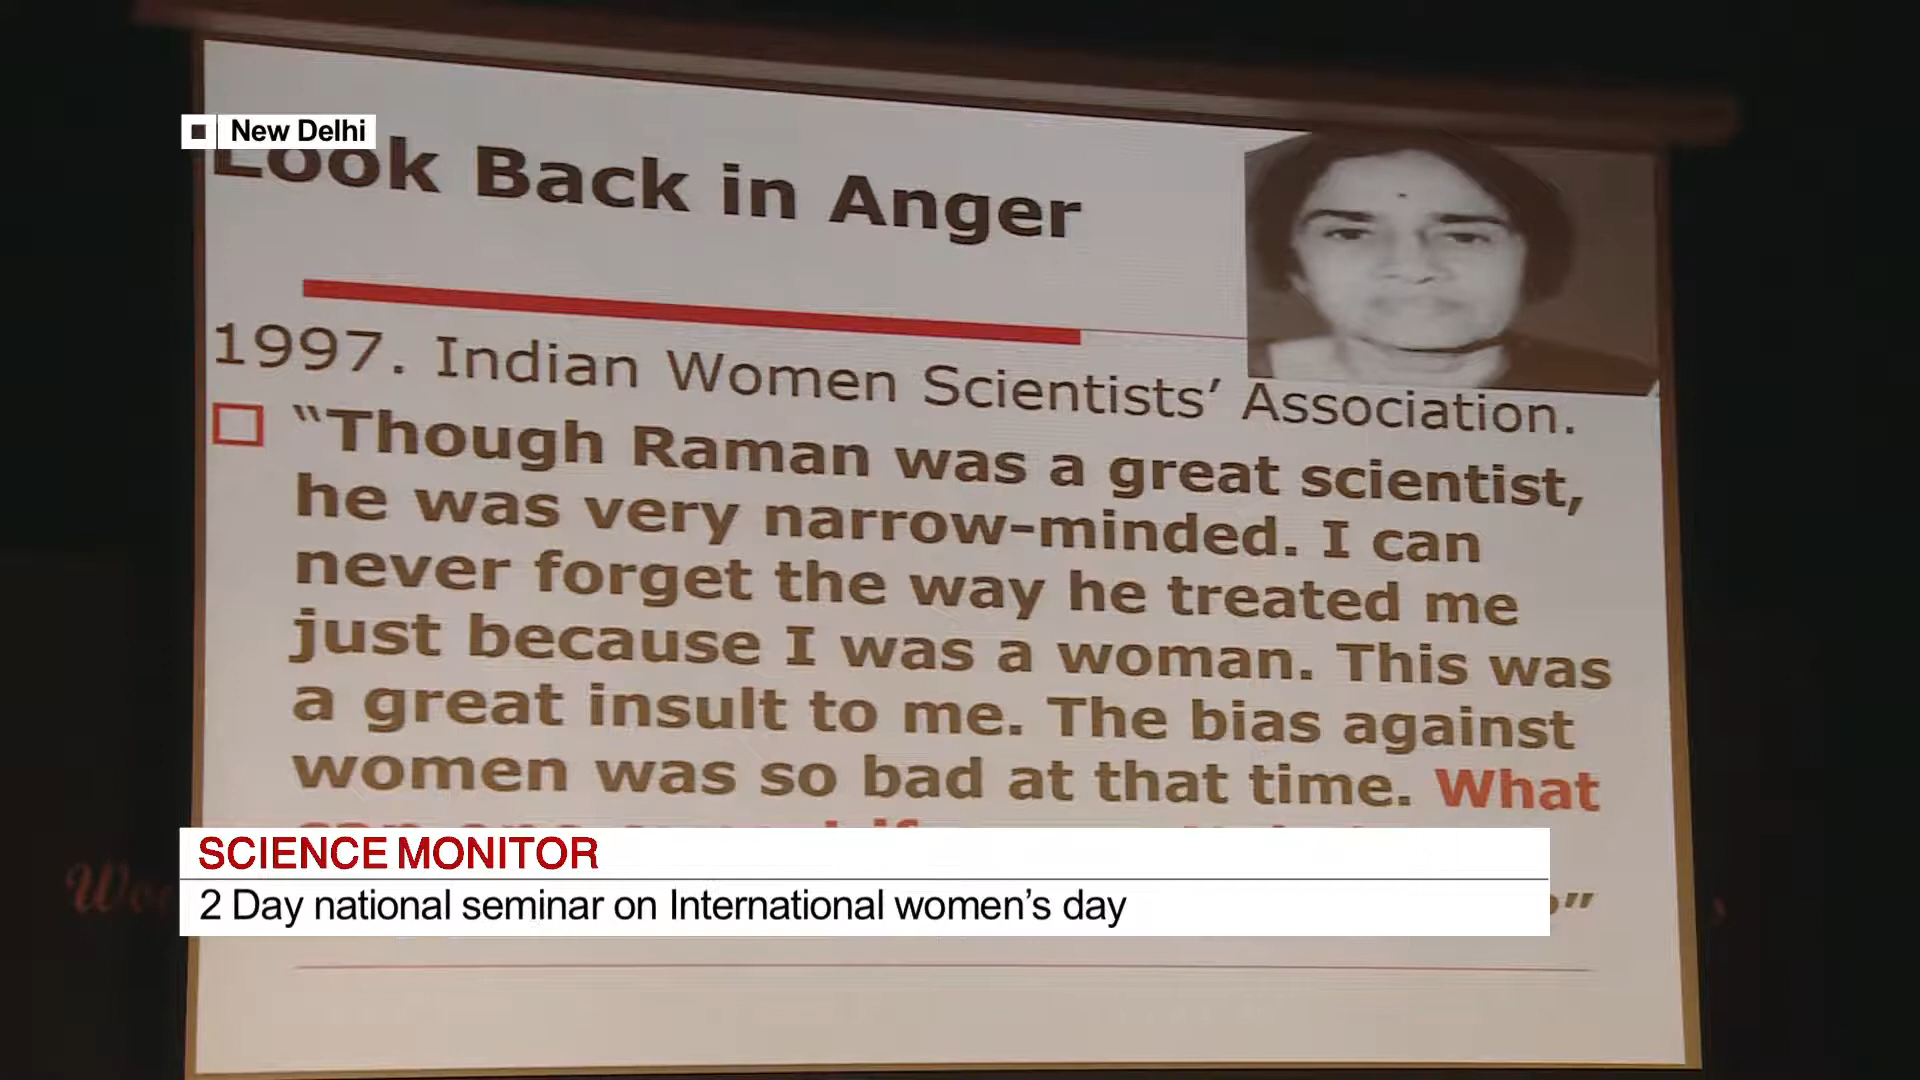 New Delhi
Look Back in Anger
1997. Indian Women Scientists’ Association.
“Though Raman was a great scientist,
he was very narrow-minded. I can
never forget the way he treated me
just because I was a woman. This was
a great insult to me. The bias against
women was so bad at that time. What
SCIENCE MONITOR
2 Day national seminar on International women’s day